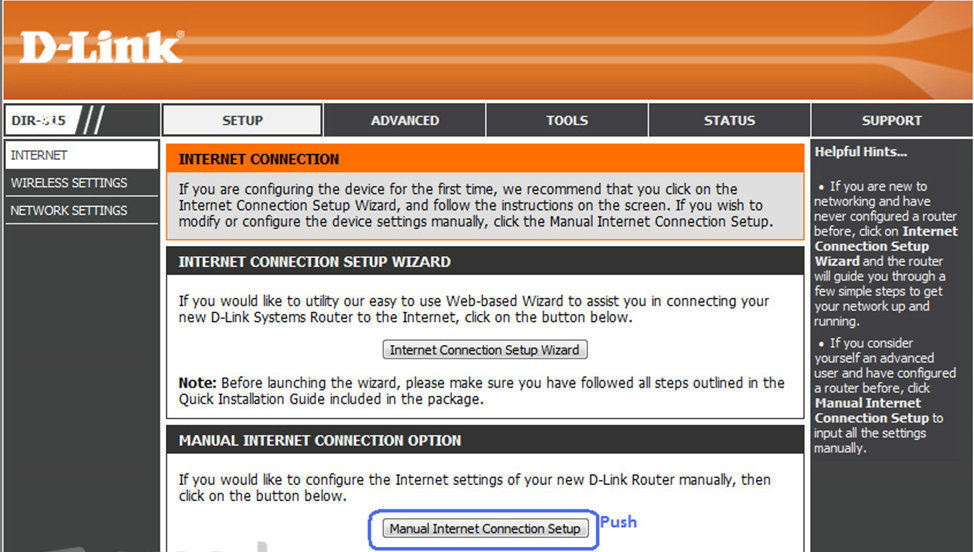 D-Link®
DIR-615
SETUP
ADVANCED
TOOLS
STATUS
SUPPORT
INTERNET
WIRELESS SETTINGS
NETWORK SETTINGS
INTERNET CONNECTION
If you are configuring the device for the first time, we recommend that you click on the
Internet Connection Setup Wizard, and follow the instructions on the screen. If you wish to
modify or configure the device settings manually, click the Manual Internet Connection Setup.
INTERNET CONNECTION SETUP WIZARD
If you would like to utility our easy to use Web-based Wizard to assist you in connecting your
new D-Link Systems Router to the Internet, click on the button below.
Internet Connection Setup Wizard
Note: Before launching the wizard, please make sure you have followed all steps outlined in the
Quick Installation Guide included in the package.
MANUAL INTERNET CONNECTION OPTION
If you would like to configure the Internet settings of your new D-Link Router manually, then
click on the button below.
Manual Internet Connection Setup
Push
Helpful Hints...
• If you are new to
networking and have
never configured a router
before, click on Internet
Connection Setup
Wizard and the router
will guide you through a
few simple steps to get
your network up and
running.
• If you consider
yourself an advanced
user and have configured
a router before, click
Manual Internet
Connection Setup to
input all the settings
manually.